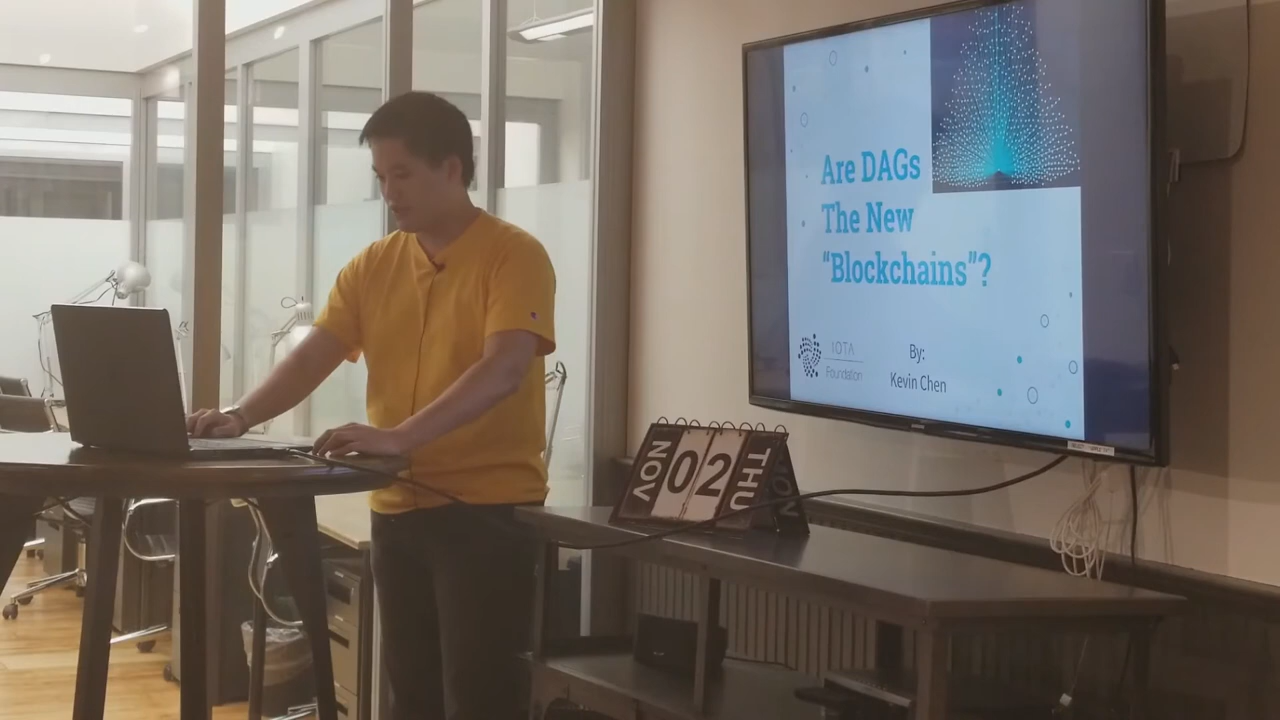 Are DAGs
The New
“Blockchains”?
IOTA
Foundation
By:
Kevin Chen
NOV
02
THU